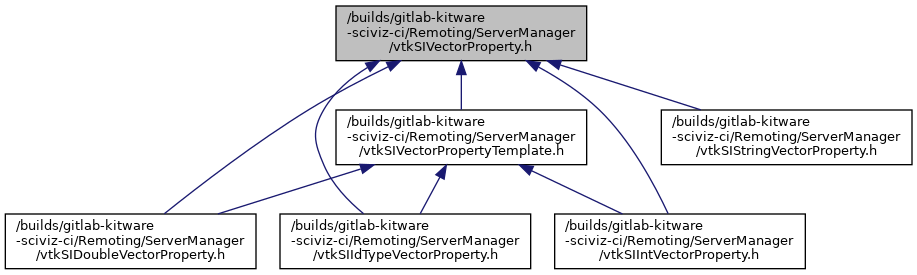 /builds/gitlab-kitware
-sciviz-ci/Remoting/ServerManager
/vtkSIVectorProperty.h
/builds/gitlab-kitware
-sciviz-ci/Remoting/ServerManager
/vtkSIVectorPropertyTemplate.h
/builds/gitlab-kitware
-sciviz-ci/Remoting/ServerManager
/vtkSIStringVectorProperty.h
/builds/gitlab-kitware
-sciviz-ci/Remoting/ServerManager
/vtkSIDoubleVectorProperty.h
/builds/gitlab-kitware
-sciviz-ci/Remoting/ServerManager
/vtkSIIdTypeVectorProperty.h
/builds/gitlab-kitware
-sciviz-ci/Remoting/ServerManager
/vtkSIIntVectorProperty.h